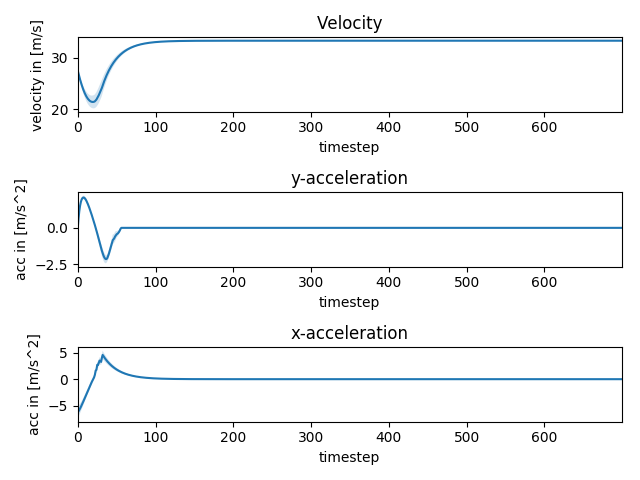 Velocity
velocity in [m/s]
30
20
0 100 200 300 400 500 600
timestep
y-acceleration
acc in [m/s^2]
0.0
−2.5
0 100 200 300 400 500 600
timestep
x-acceleration
acc in [m/s^2]
5
0
−5
0 100 200 300 400 500 600
timestep